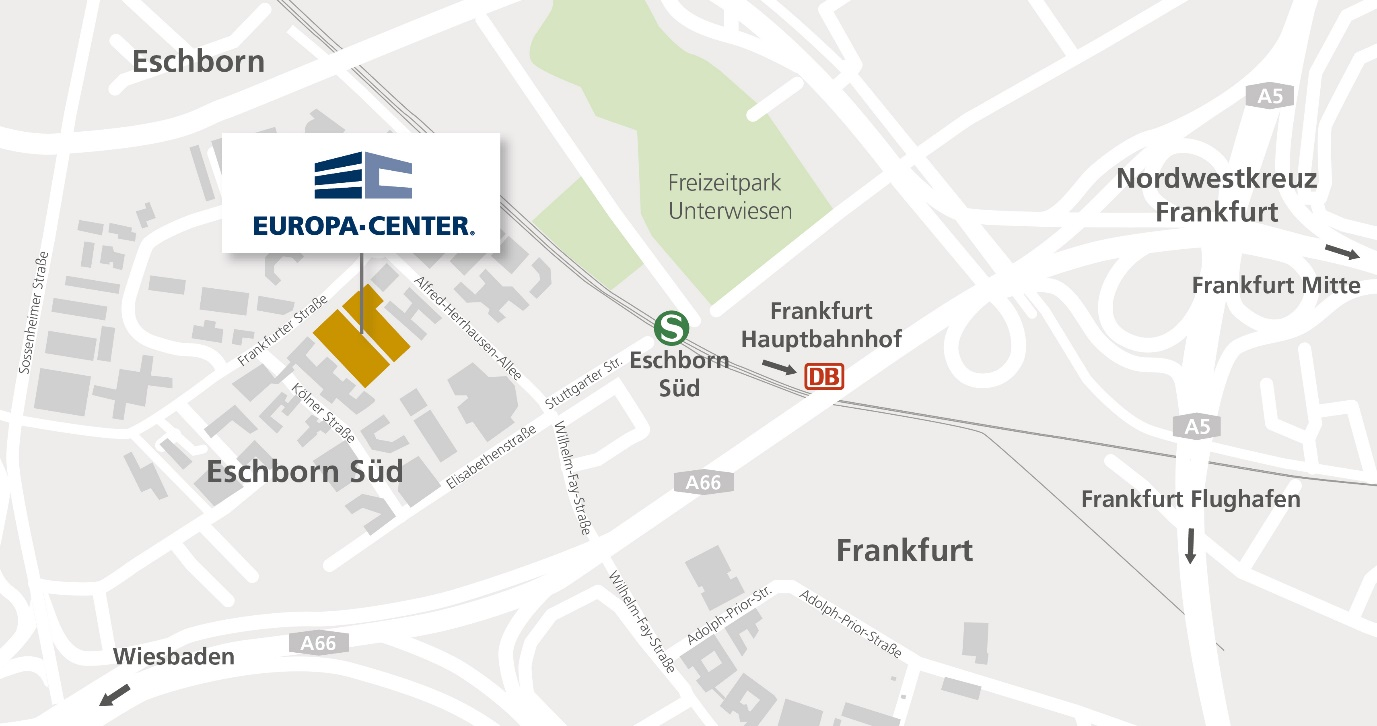 Eschborn
A5
EUROPA-CENTER®
Freizeitpark
Unterwiesen
Nordwestkreuz
Frankfurt
Frankfurt Mitte
Sossenheimer Straße
Frankfurter Straße
Alfred-Herrhausen-Allee
S
Eschborn
Süd
Frankfurt
Hauptbahnhof
DB
Kölner Straße
Stuttgarter Str.
Elisabethenstraße
Wilhelm-Fay-Straße
Eschborn Süd
A5
A66
Frankfurt Flughafen
Frankfurt
Wilhelm-Fay-Straße
Adolph-Prior-Str.
Adolph-Prior-Straße
A66
Wiesbaden